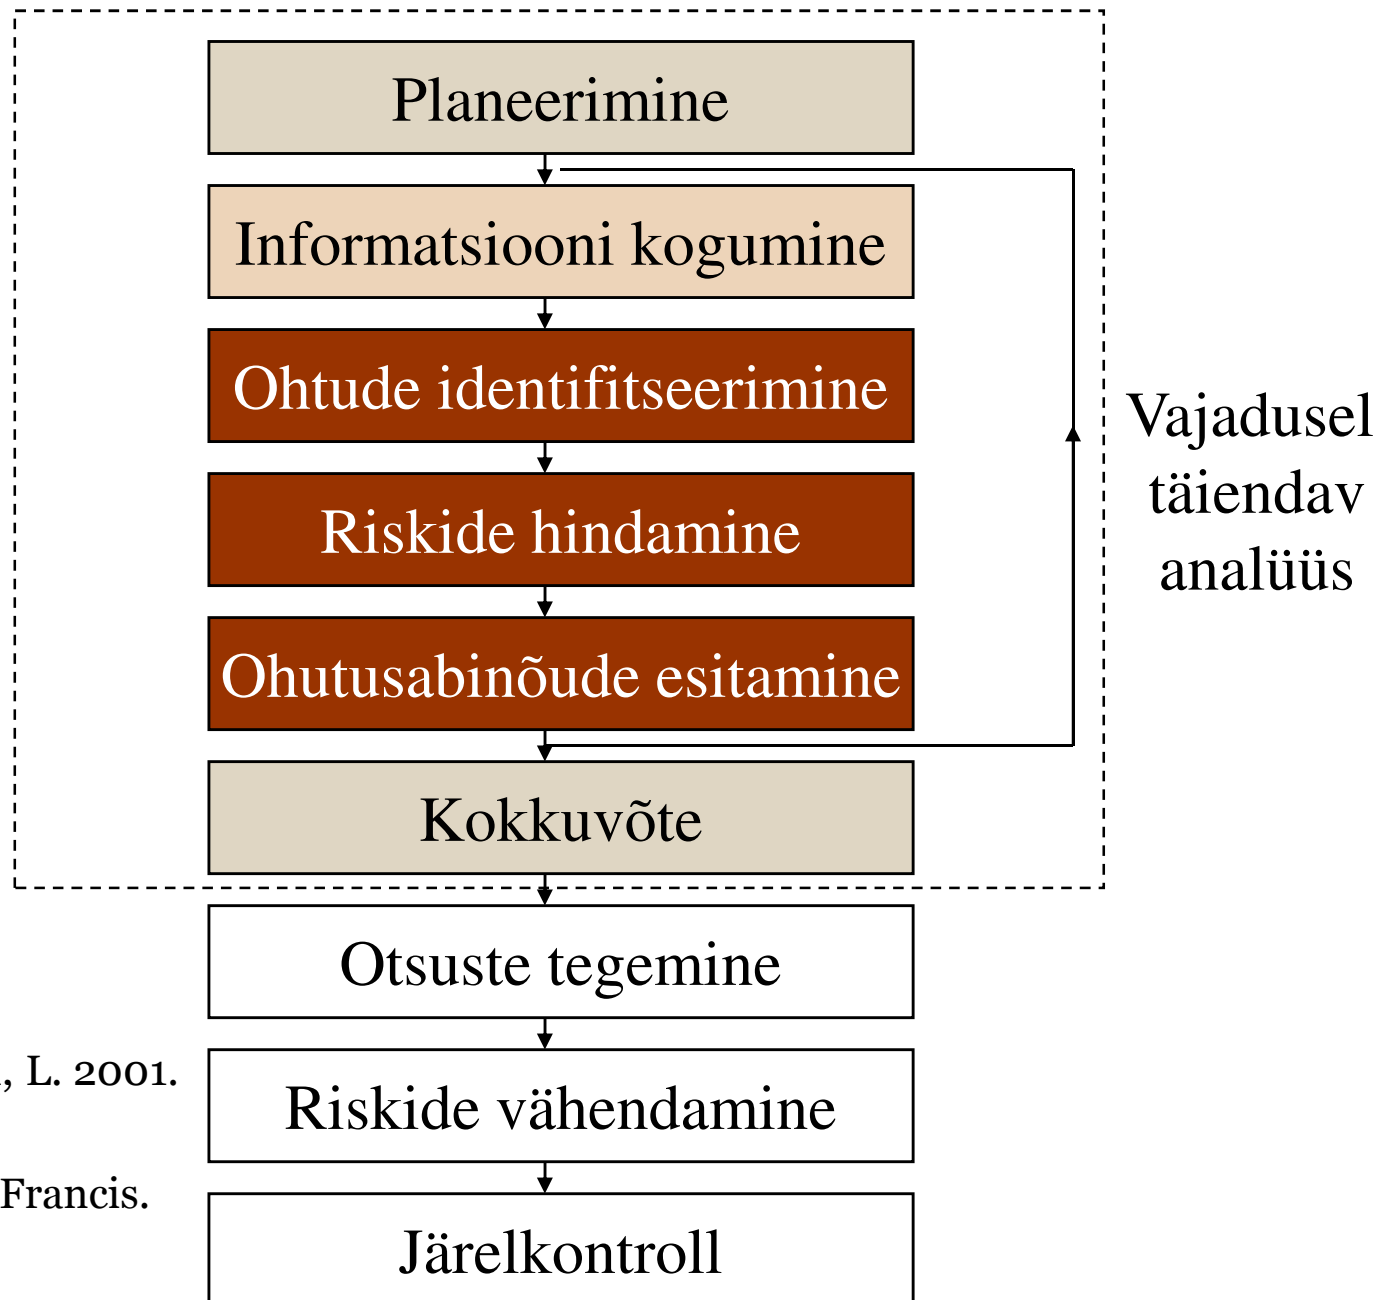 Planeerimine
Informatsiooni kogumine
Ohtude identifitseerimine
Riskide hindamine
Ohutusabinõude esitamine
Kokkuvõte
Vajadusel
täiendav
analüüs
Otsuste tegemine
Riskide vähendamine
Järelkontroll
, L. 2001.
Francis.